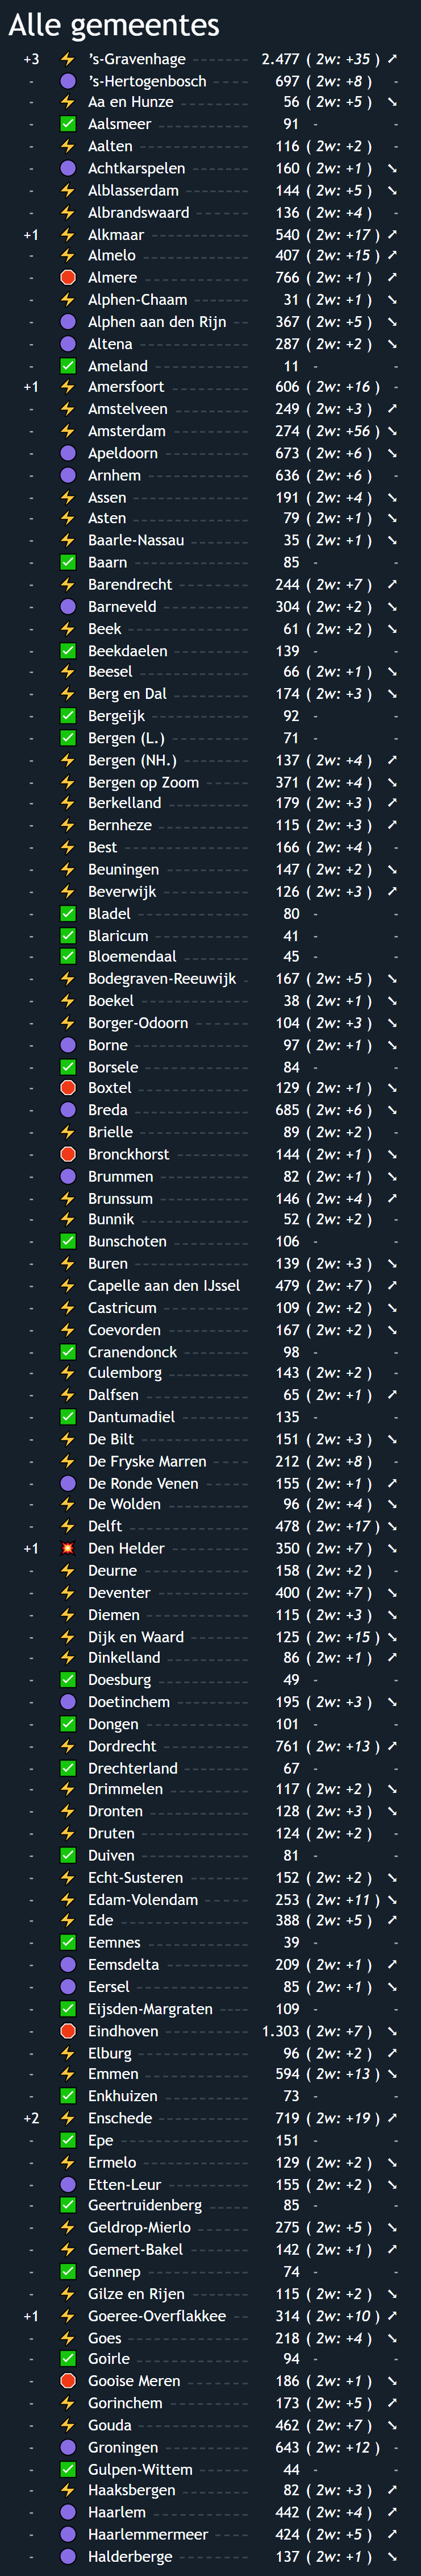 Alle gemeentes
+3 ’s-Gravenhage 2.477 ( 2w: +35 )
- ’s-Hertogenbosch 697 ( 2w: +8 ) -
- Aa en Hunze 56 ( 2w: +5 )
- Aalsmeer 91 - -
- Aalten 116 ( 2w: +2 ) -
- Achtkarspelen 160 ( 2w: +1 )
- Alblasserdam 144 ( 2w: +5 )
- Albrandswaard 136 ( 2w: +4 ) -
+1 Alkmaar 540 ( 2w: +17 )
- Almelo 407 ( 2w: +15 )
- Almere 766 ( 2w: +1 )
- Alphen-Chaam 31 ( 2w: +1 )
- Alphen aan den Rijn 367 ( 2w: +5 )
- Altena 287 ( 2w: +2 )
- Ameland 11 - -
+1 Amersfoort 606 ( 2w: +16 ) -
- Amstelveen 249 ( 2w: +3 )
- Amsterdam 274 ( 2w: +56 )
- Apeldoorn 673 ( 2w: +6 )
- Arnhem 636 ( 2w: +6 ) -
- Assen 191 ( 2w: +4 )
- Asten 79 ( 2w: +1 )
- Baarle-Nassau 35 ( 2w: +1 )
- Baarn 85 - -
- Barendrecht 244 ( 2w: +7 )
- Barneveld 304 ( 2w: +2 )
- Beek 61 ( 2w: +2 )
- Beekdaelen 139 - -
- Beesel 66 ( 2w: +1 )
- Berg en Dal 174 ( 2w: +3 )
- Bergeijk 92 - -
- Bergen (L.) 71 - -
- Bergen (NH.) 137 ( 2w: +4 )
- Bergen op Zoom 371 ( 2w: +4 )
- Berkelland 179 ( 2w: +3 )
- Bernheze 115 ( 2w: +3 )
- Best 166 ( 2w: +4 ) -
- Beuningen 147 ( 2w: +2 )
- Beverwijk 126 ( 2w: +3 )
- Bladel 80 - -
- Blaricum 41 - -
- Bloemendaal 45 - -
- Bodegraven-Reeuwijk 167 ( 2w: +5 )
- Boekel 38 ( 2w: +1 )
- Borger-Odoorn 104 ( 2w: +3 )
- Borne 97 ( 2w: +1 )
- Borsele 84 - -
- Boxtel 129 ( 2w: +1 )
- Breda 685 ( 2w: +6 )
- Brielle 89 ( 2w: +2 ) -
- Bronckhorst 144 ( 2w: +1 )
- Brummen 82 ( 2w: +1 )
- Brunssum 146 ( 2w: +4 )
- Bunnik 52 ( 2w: +2 ) -
- Bunschoten 106 - -
- Buren 139 ( 2w: +3 )
- Capelle aan den IJssel 479 ( 2w: +7 )
- Castricum 109 ( 2w: +2 )
- Coevorden 167 ( 2w: +2 )
- Cranendonck 98 - -
- Culemborg 143 ( 2w: +2 ) -
- Dalfsen 65 ( 2w: +1 )
- Dantumadiel 135 - -
- De Bilt 151 ( 2w: +3 )
- De Fryske Marren 212 ( 2w: +8 ) -
- De Ronde Venen 155 ( 2w: +1 )
- De Wolden 96 ( 2w: +4 )
- Delft 478 ( 2w: +17 )
+1 Den Helder 350 ( 2w: +7 )
- Deurne 158 ( 2w: +2 ) -
- Deventer 400 ( 2w: +7 )
- Diemen 115 ( 2w: +3 )
- Dijk en Waard 125 ( 2w: +15 )
- Dinkelland 86 ( 2w: +1 )
- Doesburg 49 - -
- Doetinchem 195 ( 2w: +3 )
- Dongen 101 - -
- Dordrecht 761 ( 2w: +13 )
- Drechterland 67 - -
- Drimmelen 117 ( 2w: +2 )
- Dronten 128 ( 2w: +3 )
- Druten 124 ( 2w: +2 ) -
- Duiven 81 - -
- Echt-Susteren 152 ( 2w: +2 )
- Edam-Volendam 253 ( 2w: +11 )
- Ede 388 ( 2w: +5 )
- Eemnes 39 - -
- Eemsdelta 209 ( 2w: +1 )
- Eersel 85 ( 2w: +1 )
- Eijsden-Margraten 109 - -
- Eindhoven 1.303 ( 2w: +7 )
- Elburg 96 ( 2w: +2 )
- Emmen 594 ( 2w: +13 )
- Enkhuizen 73 - -
+2 Enschede 719 ( 2w: +19 )
- Epe 151 - -
- Ermelo 129 ( 2w: +2 )
- Etten-Leur 155 ( 2w: +2 )
- Geertruidenberg 85 - -
- Geldrop-Mierlo 275 ( 2w: +5 )
- Gemert-Bakel 142 ( 2w: +1 )
- Gennep 74 - -
- Gilze en Rijen 115 ( 2w: +2 )
+1 Goeree-Overflakkee 314 ( 2w: +10 )
- Goes 218 ( 2w: +4 )
- Goirle 94 - -
- Gooise Meren 186 ( 2w: +1 )
- Gorinchem 173 ( 2w: +5 )
- Gouda 462 ( 2w: +7 )
- Groningen 643 ( 2w: +12 ) -
- Gulpen-Wittem 44 - -
- Haaksbergen 82 ( 2w: +3 )
- Haarlem 442 ( 2w: +4 )
- Haarlemmermeer 424 ( 2w: +5 )
- Halderberge 137 ( 2w: +1 )